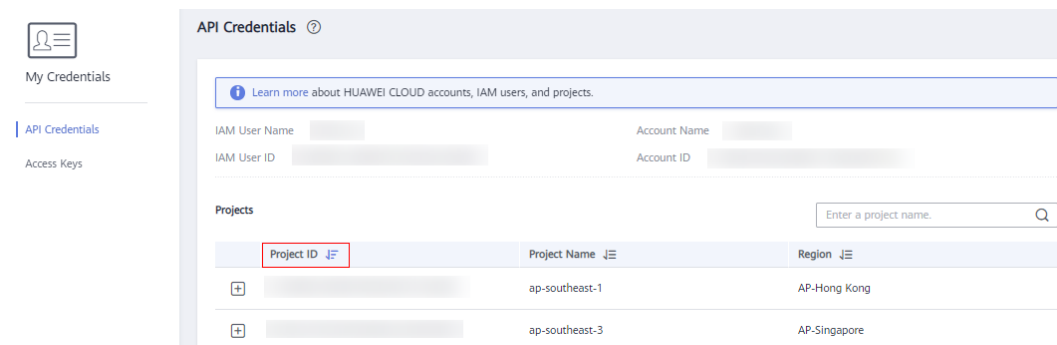 API Credentials
My Credentials
Learn more about HUAWEI CLOUD accounts, IAM users, and projects.
API Credentials
IAM User Name
Account Name
Access Keys
IAM User ID
Account ID
Projects
Enter a project name.
Project ID
Project Name
Region
ap-southeast-1
AP-Hong Kong
ap-southeast-3
AP-Singapore